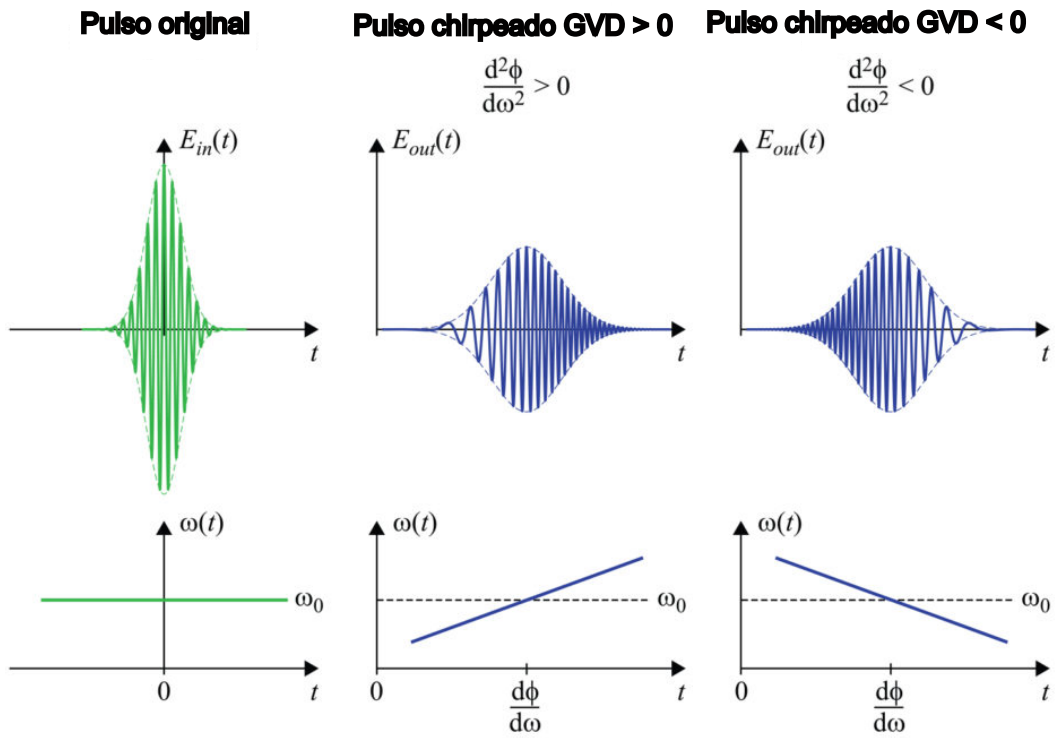 Pulso original
Pulso chirpeado GVD > 0
Pulso chirpeado GVD < 0
d²ϕ/dω² > 0
d²ϕ/dω² < 0
E_in(t)
E_out(t)
E_out(t)
t
t
t
ω(t)
ω(t)
ω(t)
ω₀
ω₀
ω₀
0
t
0
dϕ/dω
t
0
dϕ/dω
t